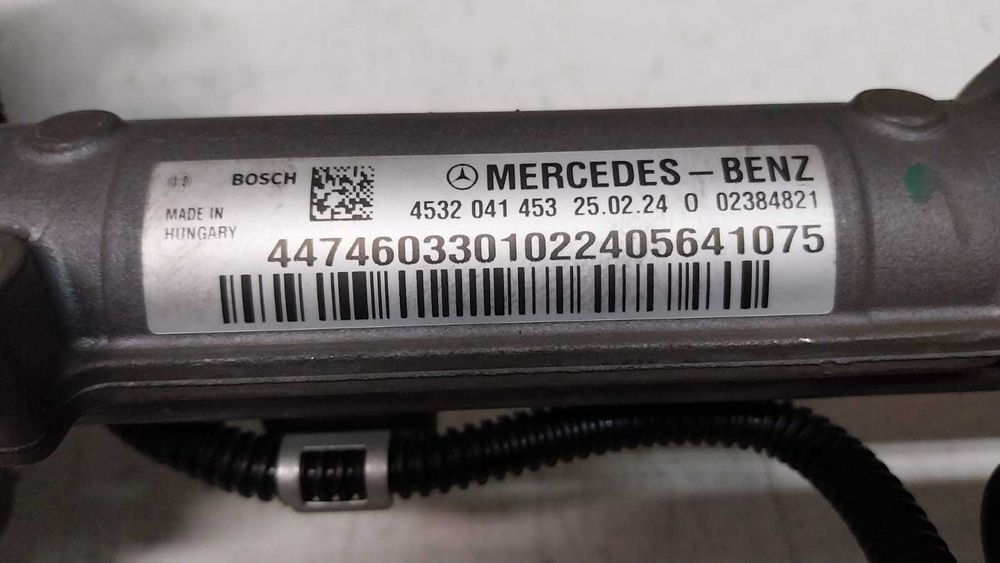 BOSCH
MERCEDES-BENZ
4532 041 453 25.02.24 0 02384821
MADE IN
HUNGARY
4474603301022405641075